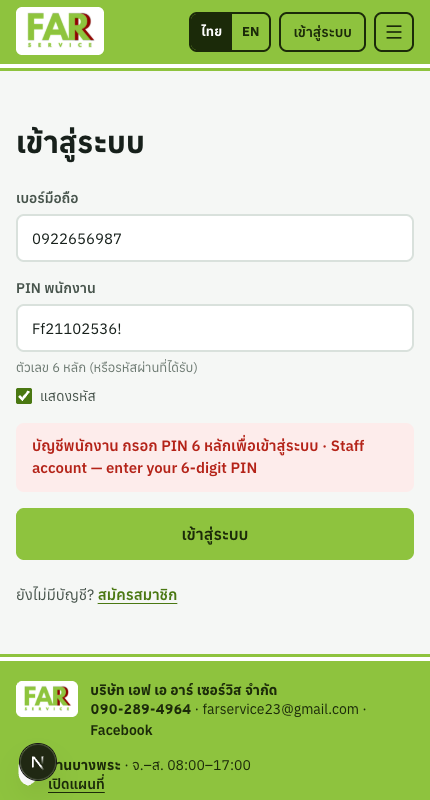 FAR
SERVICE
ไทย
EN
เข้าสู่ระบบ
เข้าสู่ระบบ
เบอร์มือถือ
0922656987
PIN พนักงาน
Ff21102536!
ตัวเลข 6 หลัก (หรือรหัสผ่านที่ได้รับ)
แสดงรหัส
บัญชีพนักงาน กรอก PIN 6 หลักเพื่อเข้าสู่ระบบ · Staff
account — enter your 6-digit PIN
เข้าสู่ระบบ
ยังไม่มีบัญชี? สมัครสมาชิก
FAR
SERVICE
บริษัท เอฟ เอ อาร์ เซอร์วิส จำกัด
090-289-4964 · farservice23@gmail.com ·
Facebook
N
บางพระ · จ.–ส. 08:00–17:00
เปิดแผนที่